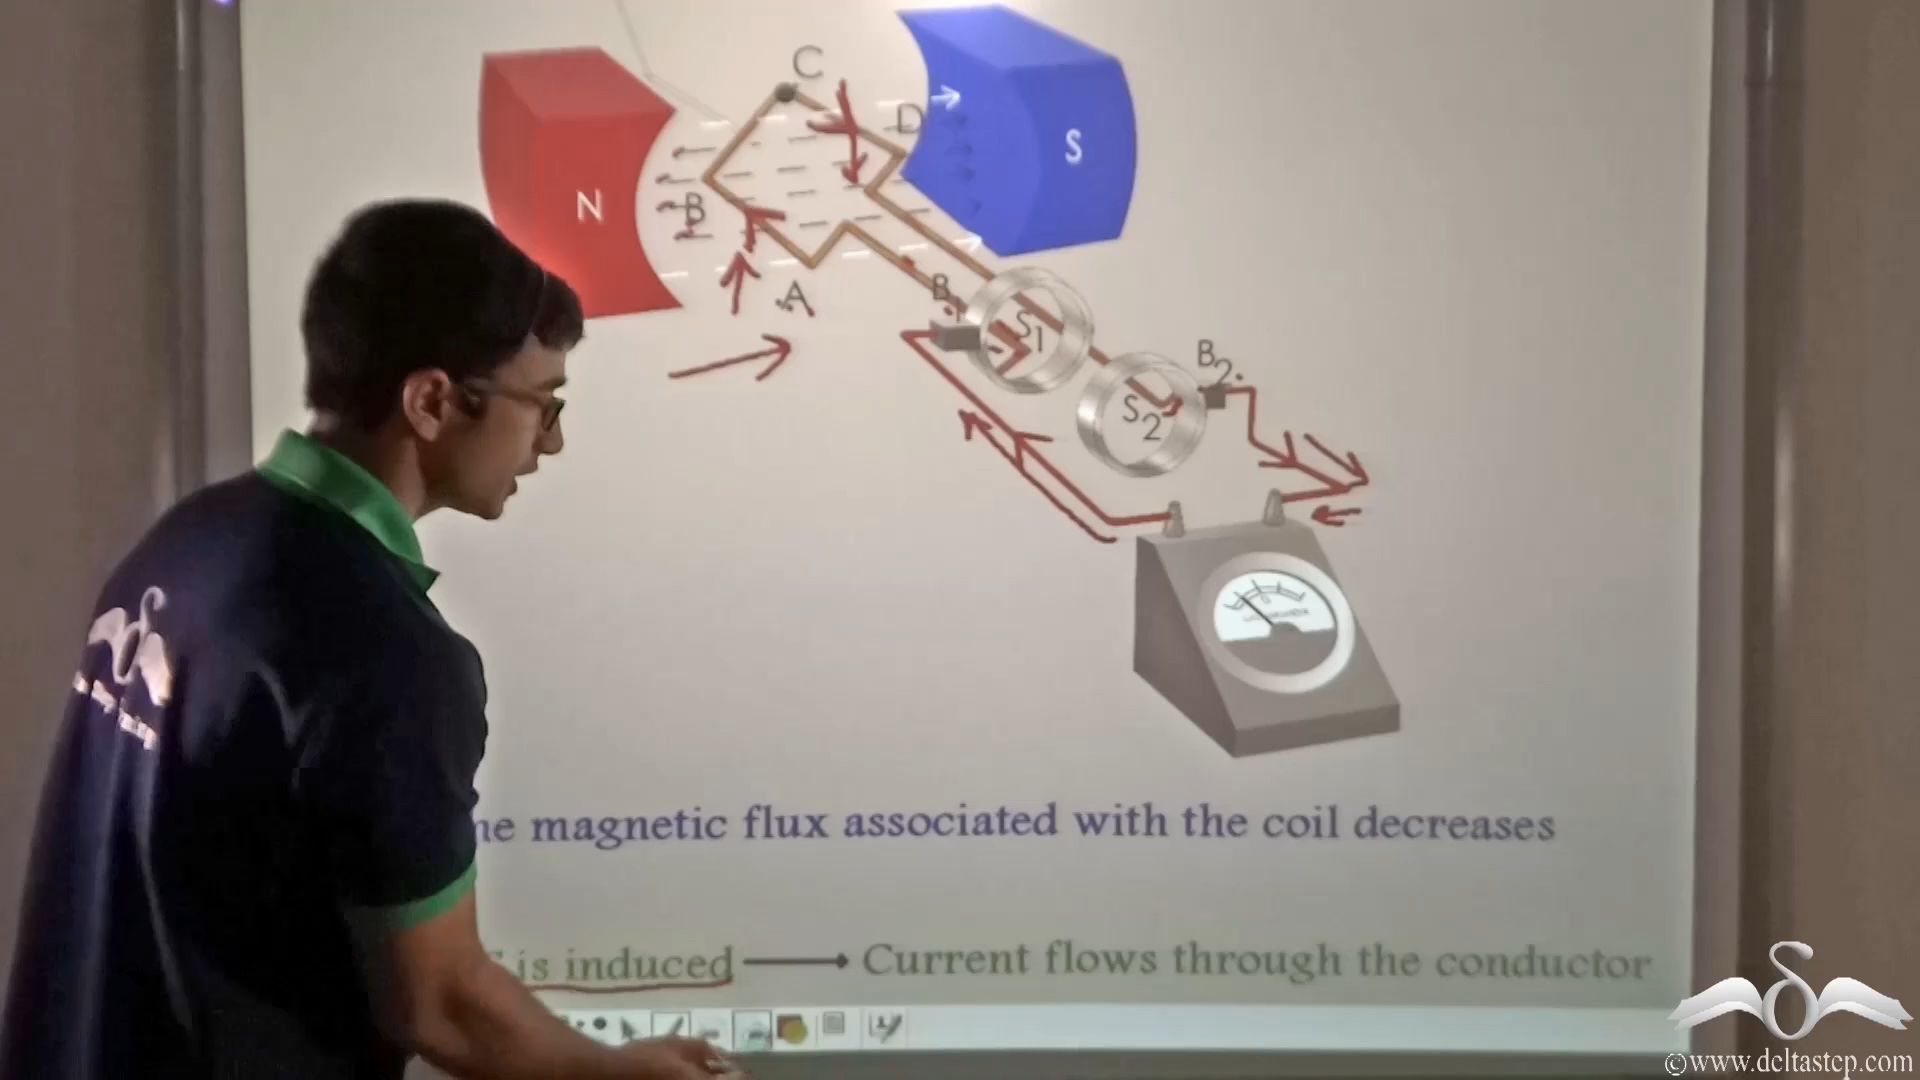 C
D
N
S
B
A
B1
S1
B2
S2
he magnetic flux associated with the coil decreases
is induced → Current flows through the conductor
©www.deltastep.com